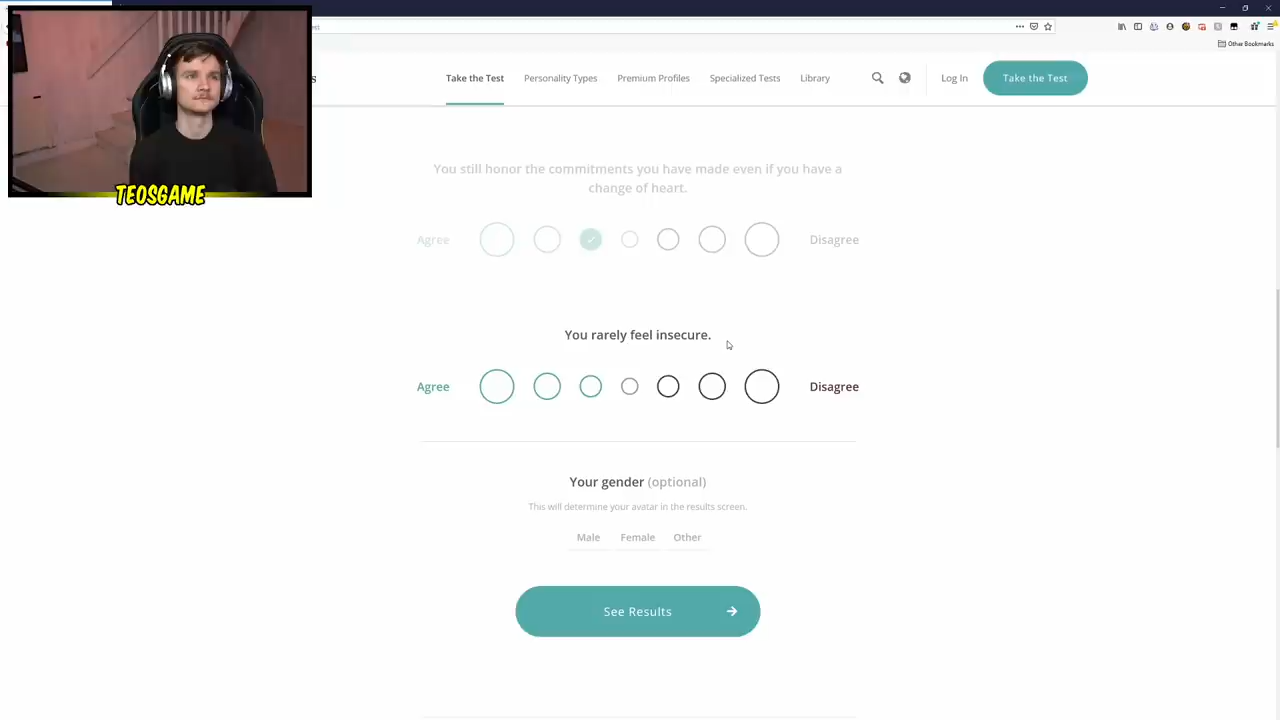 Other Bookmarks
Take the Test
Personality Types
Premium Profiles
Specialized Tests
Library
Log In
Take the Test
TEOSGAME
You still honor the commitments you have made even if you have a
change of heart.
Agree
Disagree
You rarely feel insecure.
Agree
Disagree
Your gender (optional)
This will determine your avatar in the results screen.
Male
Female
Other
See Results